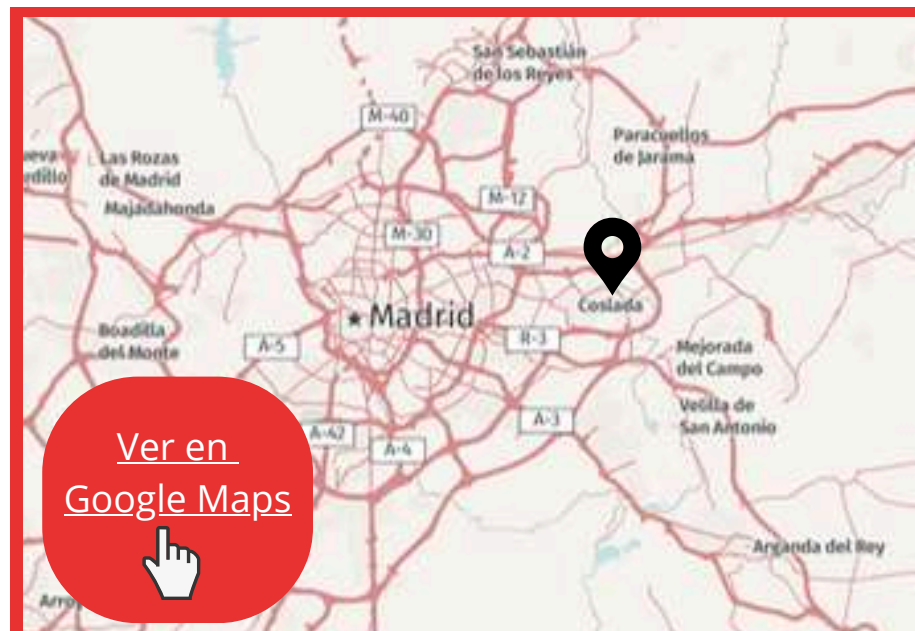 San Sebastián
de los Reyes
M-40
Paracuellos
de Jarama
Las Rozas
de Madrid
Majadahonda
M-12
M-30
A-2
Coslada
Madrid
R-3
Boadilla
del Monte
A-5
Mejorada
del Campo
Velilla de
San Antonio
A-3
A-42
A-4
Ver en
Google Maps
Arganda del Rey